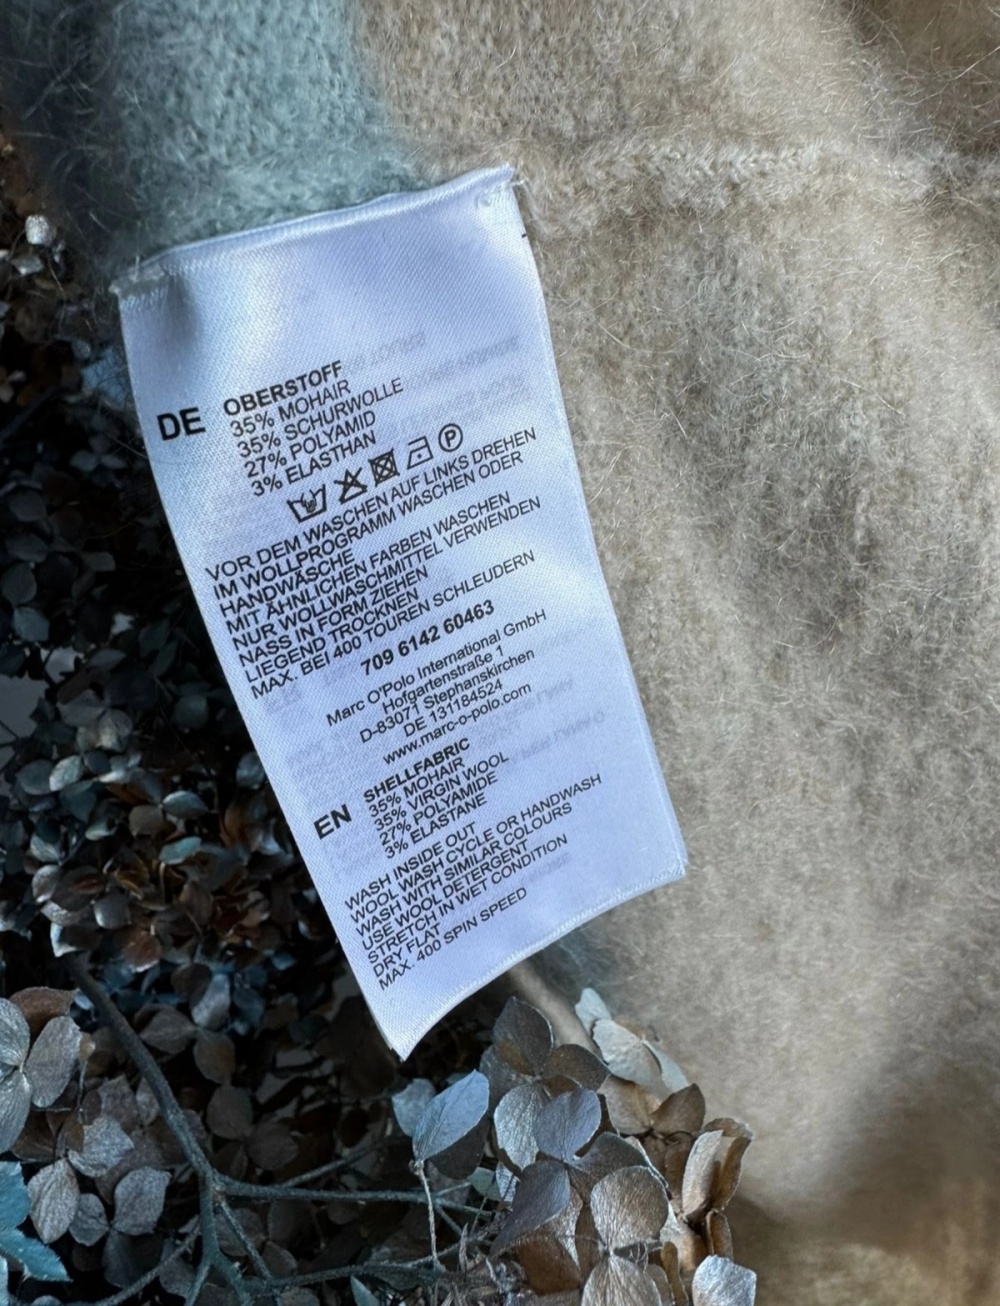 DE
OBERSTOFF
35% MOHAIR
35% SCHURWOLLE
27% POLYAMID
3% ELASTHAN
P
VOR DEM WASCHEN AUF LINKS DREHEN
IM WOLLPROGRAMM WASCHEN ODER
HANDWÄSCHE
MIT ÄHNLICHEN FARBEN WASCHEN
NUR WOLLWASCHMITTEL VERWENDEN
NASS IN FORM ZIEHEN
LIEGEND TROCKNEN
MAX. BEI 400 TOUREN SCHLEUDERN
709 6142 60463
Marc O'Polo International GmbH
Hofgartenstraße 1
D-83071 Stephanskirchen
DE 131184524
www.marc-o-polo.com
EN
SHELLFABRIC
35% MOHAIR
35% VIRGIN WOOL
27% POLYAMIDE
3% ELASTANE
WASH INSIDE OUT
WOOL WASH CYCLE OR HANDWASH
WASH WITH SIMILAR COLOURS
USE WOOL DETERGENT
STRETCH IN WET CONDITION
DRY FLAT
MAX. 400 SPIN SPEED